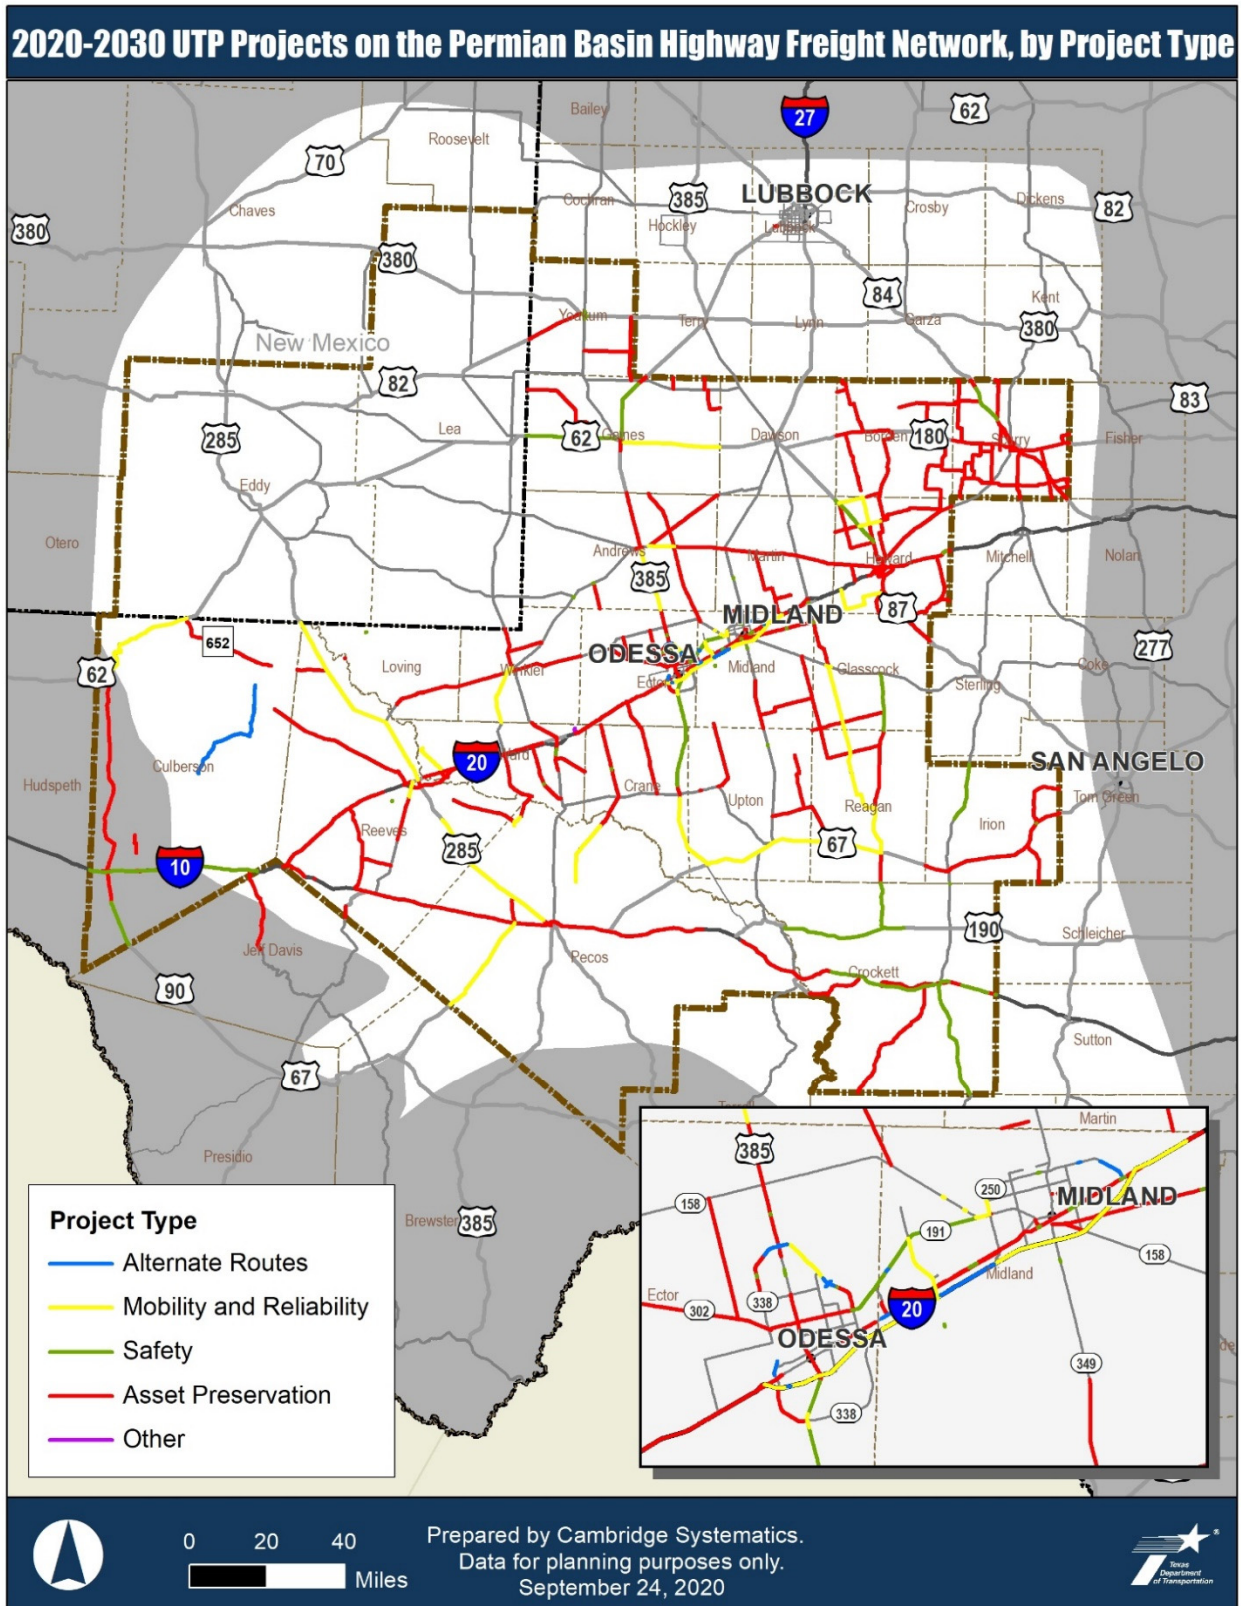 2020-2030 UTP Projects on the Permian Basin Highway Freight Network, by Project Type
Bailey
27
62
Roosevelt
70
385
LUBBOCK
Dickens
82
Chaves
Cochran
Crosby
380
Hockley
Lubbock
380
84
Kent
380
Yoakum
Terry
Lynn
Garza
New Mexico
82
83
285
Lea
62
Gaines
Dawson
Borden
180
Scurry
Fisher
Eddy
Otero
Andrews
Martin
Howard
Mitchell
Nolan
385
MIDLAND
87
652
277
62
Loving
Winkler
ODESSA
Ector
Midland
Glasscock
Sterling
Coke
Culberson
20
Ward
SAN ANGELO
Hudspeth
Crane
Upton
Reagan
Tom Green
Reeves
Irion
285
67
10
190
Schleicher
Jeff Davis
Pecos
Crockett
90
Sutton
67
Presidio
Brewster
385
Martin
385
158
250
MIDLAND
191
158
Ector
302
338
Midland
20
ODESSA
349
338
Project Type
Alternate Routes
Mobility and Reliability
Safety
Asset Preservation
Other
0 20 40
Miles
Prepared by Cambridge Systematics.
Data for planning purposes only.
September 24, 2020
Texas
Department
of Transportation